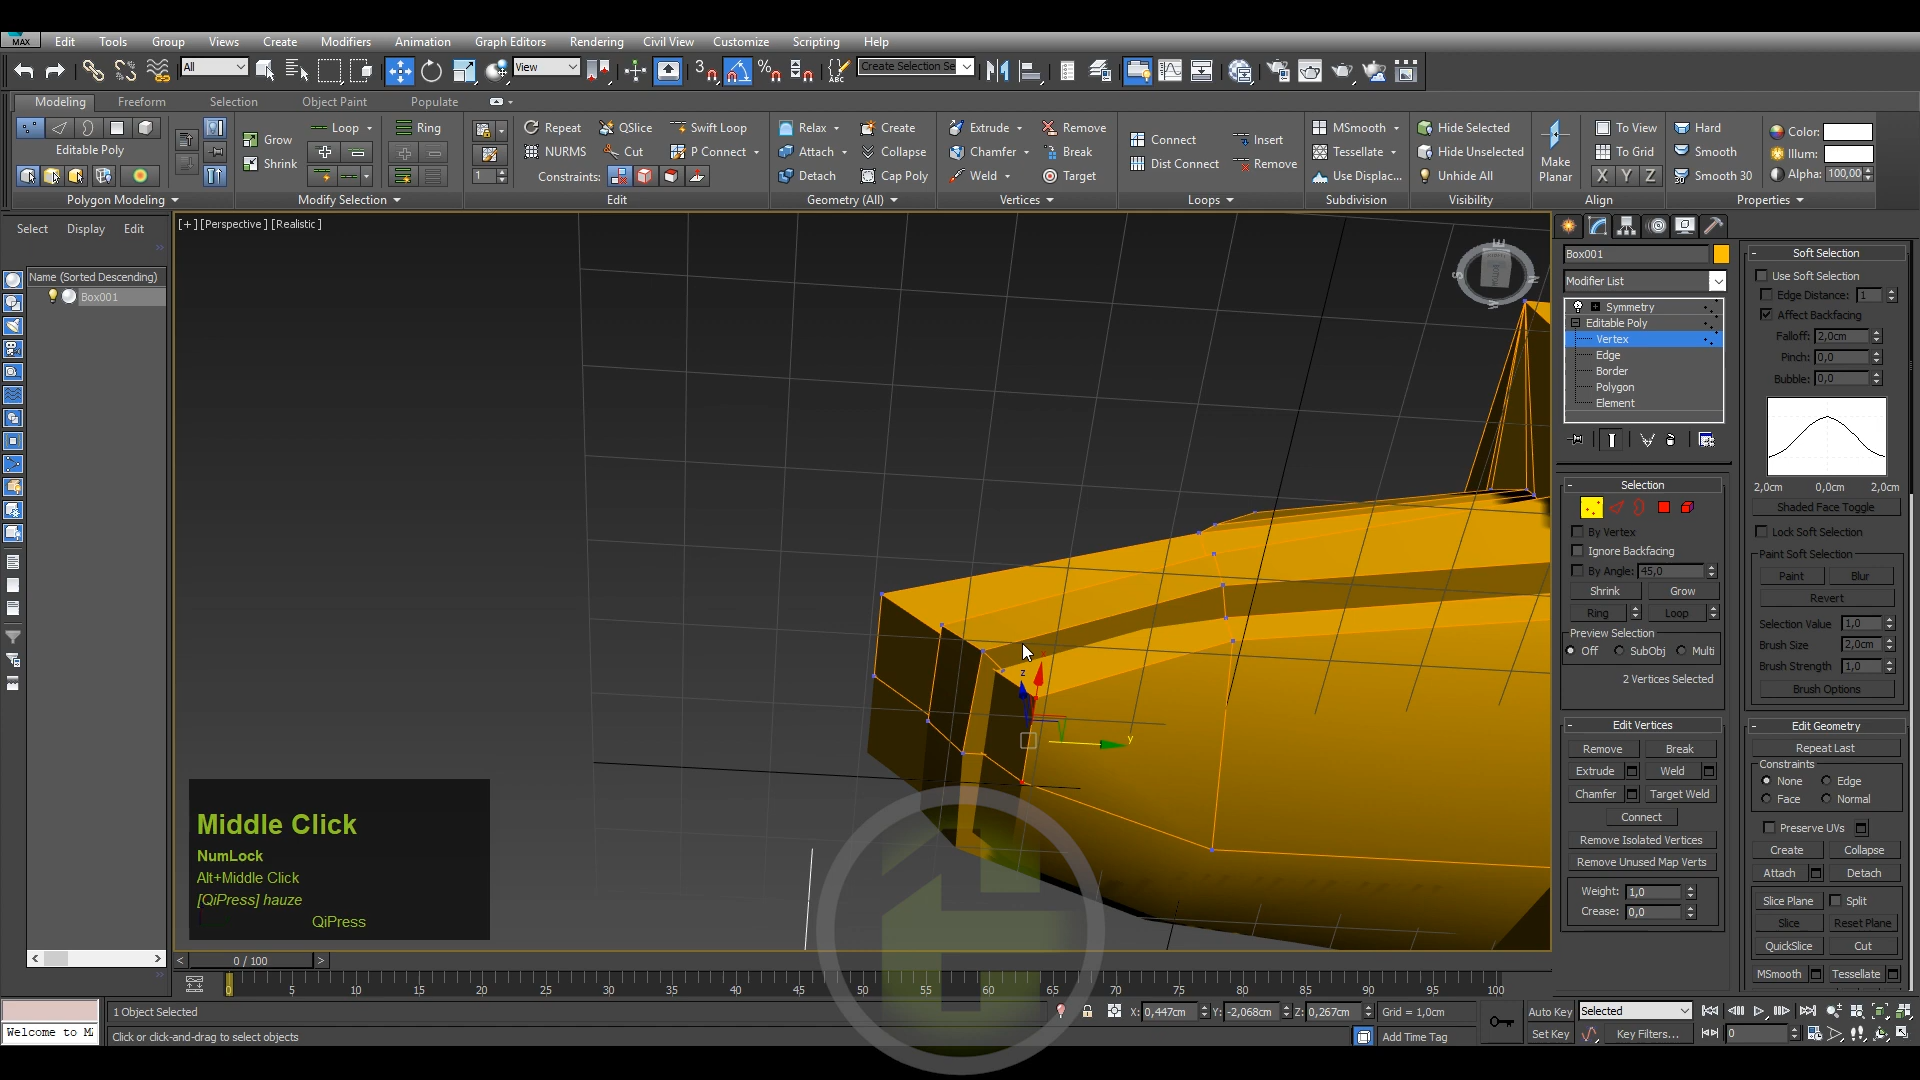 MAX
Edit Tools Group Views Create Modifiers Animation Graph Editors Rendering Civil View Customize Scripting Help
All View Create Selection Se
Modeling Freeform Selection Object Paint Populate
Grow Loop Ring Repeat QSlice Swift Loop Relax Create Extrude Remove Connect Insert MSmooth Hide Selected To View Hard Color:
Editable Poly
Shrink NURMS Cut P Connect Attach Collapse Chamfer Break Dist Connect Remove Tessellate Hide Unselected Make Planar To Grid Smooth Illum:
1 Constraints: Detach Cap Poly Weld Target Use Displac... Unhide All X Y Z Smooth 30 Alpha: 100,00
Polygon Modeling Modify Selection Edit Geometry (All) Vertices Loops Subdivision Visibility Align Properties
Select Display Edit
Name (Sorted Descending)
Box001
[+] [Perspective ] [Realistic ]
z
y
Middle Click
NumLock
Alt+Middle Click
[QiPress] hauze
QiPress
Box001
Modifier List
Symmetry
Editable Poly
Vertex
Edge
Border
Polygon
Element
Selection
By Vertex
Ignore Backfacing
By Angle: 45,0
Shrink Grow
Ring Loop
Preview Selection
Off SubObj Multi
2 Vertices Selected
Edit Vertices
Remove Break
Extrude Weld
Chamfer Target Weld
Connect
Remove Isolated Vertices
Remove Unused Map Verts
Weight: 1,0
Crease: 0,0
Soft Selection
Use Soft Selection
Edge Distance: 1
Affect Backfacing
Falloff: 2,0cm
Pinch: 0,0
Bubble: 0,0
2,0cm 0,0cm 2,0cm
Shaded Face Toggle
Lock Soft Selection
Paint Soft Selection
Paint Blur
Revert
Selection Value 1,0
Brush Size 2,0cm
Brush Strength 1,0
Brush Options
Edit Geometry
Repeat Last
Constraints
None Edge
Face Normal
Preserve UVs
Create Collapse
Attach Detach
Slice Plane Split
Slice Reset Plane
QuickSlice Cut
MSmooth Tessellate
0 / 100
0 5 10 15 20 25 30 35 40 45 50 55 60 65 70 75 80 85 90 95 100
1 Object Selected X: 0,447cm Y: -2,068cm Z: 0,267cm Grid = 1,0cm Auto Key Selected
Welcome to Click or click-and-drag to select objects Add Time Tag Set Key Key Filters... 0